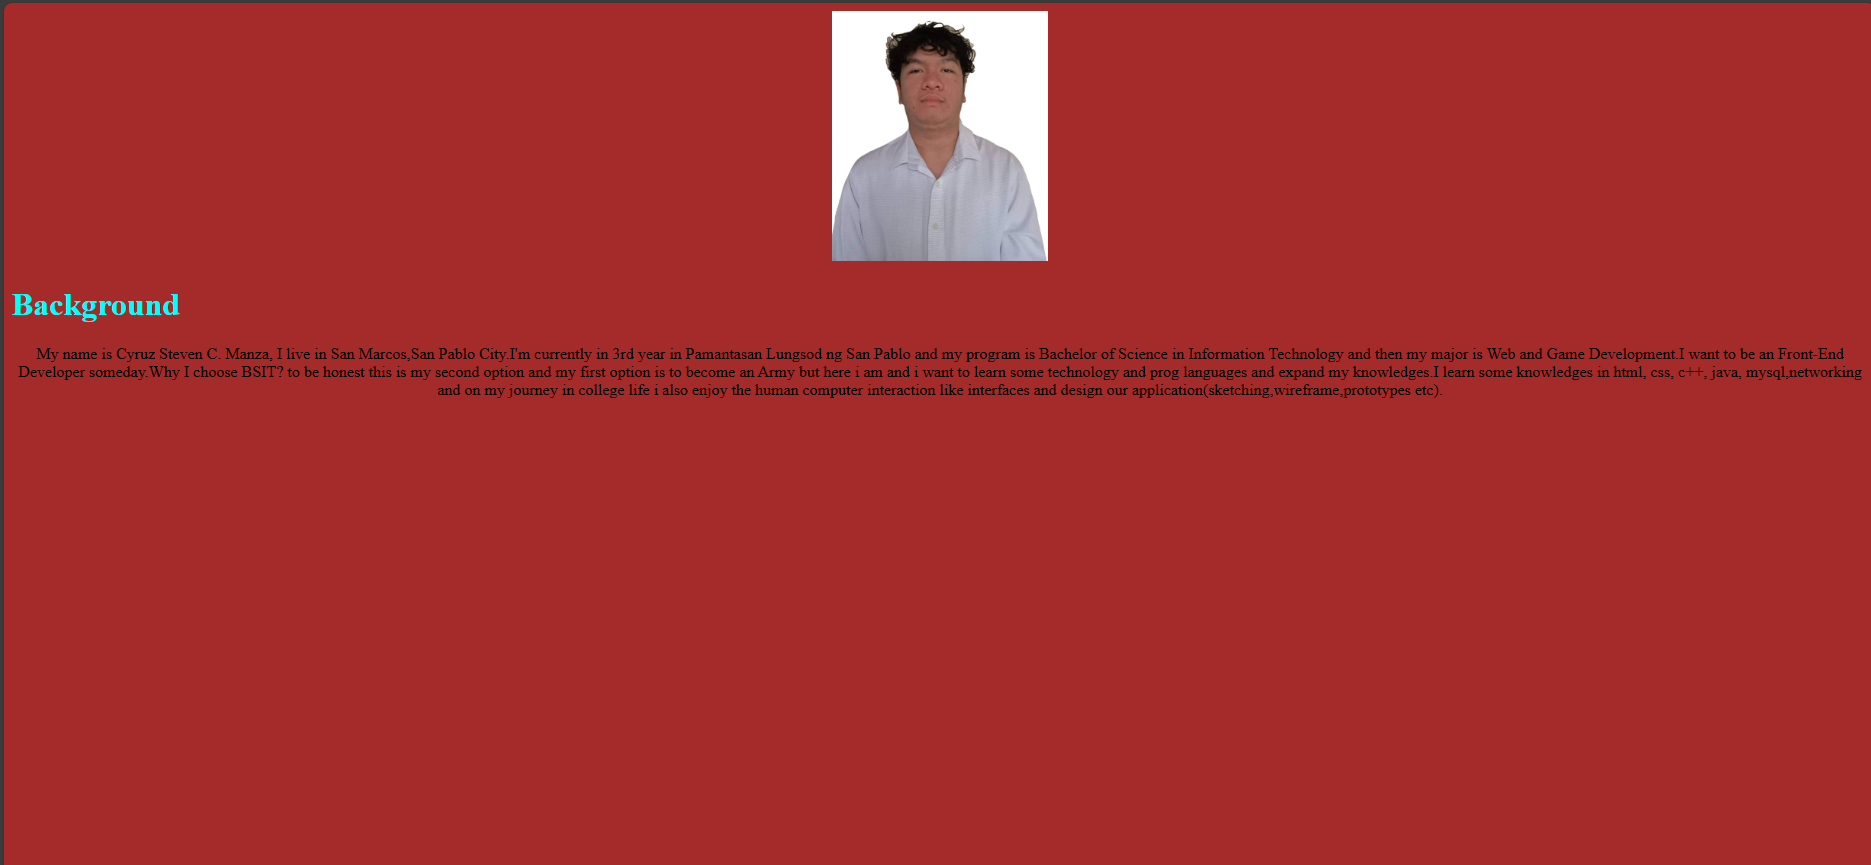 Background
My name is Cyruz Steven C. Manza, I live in San Marcos,San Pablo City.I'm currently in 3rd year in Pamantasan Lungsod ng San Pablo and my program is Bachelor of Science in Information Technology and then my major is Web and Game Development.I want to be an Front-End
Developer someday.Why I choose BSIT? to be honest this is my second option and my first option is to become an Army but here i am and i want to learn some technology and prog languages and expand my knowledges.I learn some knowledges in html, css, c++, java, mysql,networking
and on my journey in college life i also enjoy the human computer interaction like interfaces and design our application(sketching,wireframe,prototypes etc).